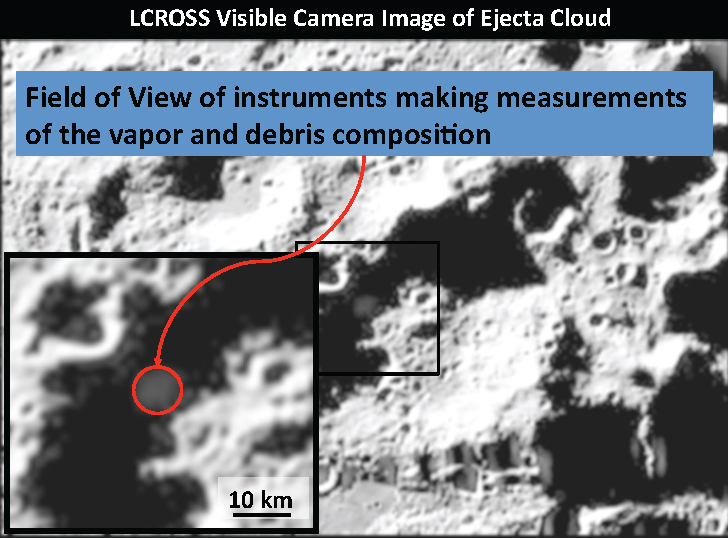 LCROSS Visible Camera Image of Ejecta Cloud
Field of View of instruments making measurements
of the vapor and debris composition
10 km